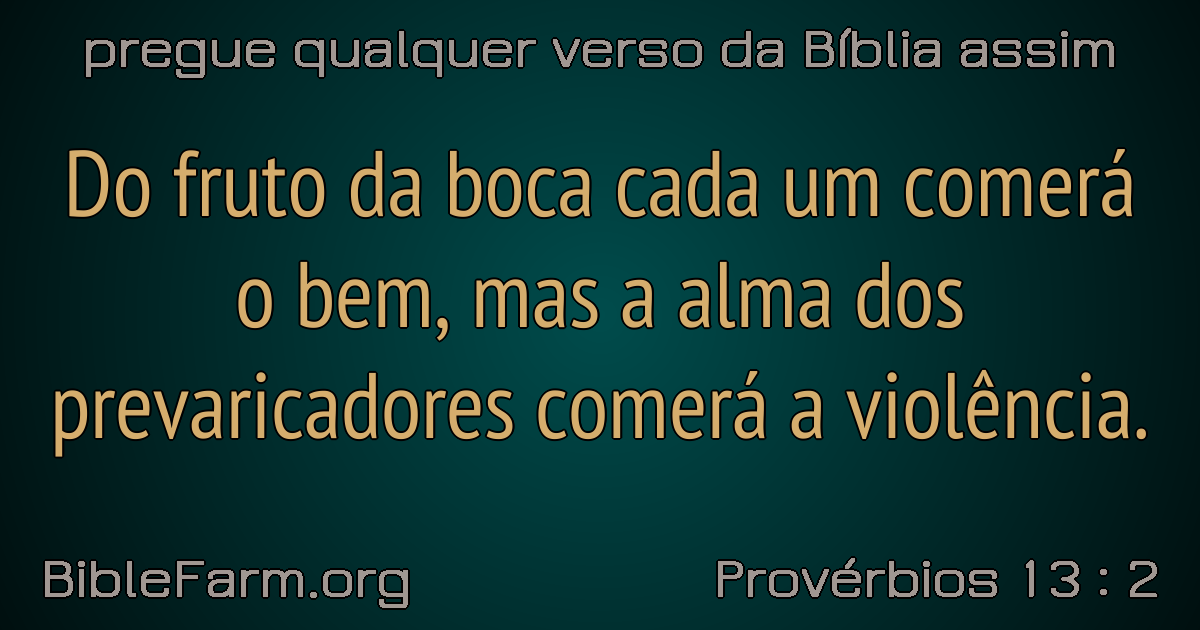 pregue qualquer verso da Bíblia assim
Do fruto da boca cada um comerá
o bem, mas a alma dos
prevaricadores comerá a violência.
BibleFarm.org
Provérbios 13 : 2